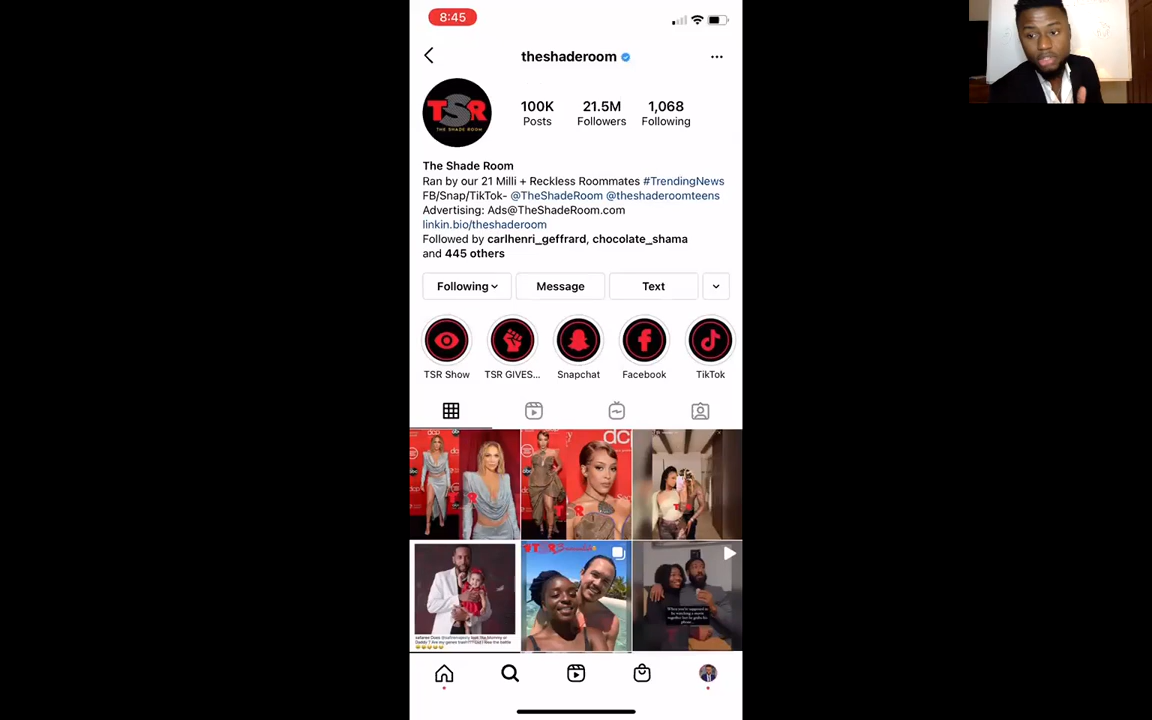 8:45
theshaderoom
TSR
THE SHADE ROOM
100K 21.5M 1,068
Posts Followers Following
The Shade Room
Ran by our 21 Milli + Reckless Roommates #TrendingNews
FB/Snap/TikTok- @TheShadeRoom @theshaderoomteens
Advertising: Ads@TheShadeRoom.com
linkin.bio/theshaderoom
Followed by carlhenri_geffrard, chocolate_shama
and 445 others
Following Message Text
TSR Show TSR GIVES... Snapchat Facebook TikTok